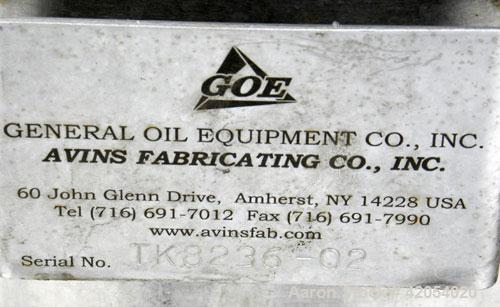 GOE
GENERAL OIL EQUIPMENT CO., INC.
AVINS FABRICATING CO., INC.
60 John Glenn Drive, Amherst, NY 14228 USA
Tel (716) 691-7012 Fax (716) 691-7990
www.avinsfab.com
Serial No. TK8236-02
42054020